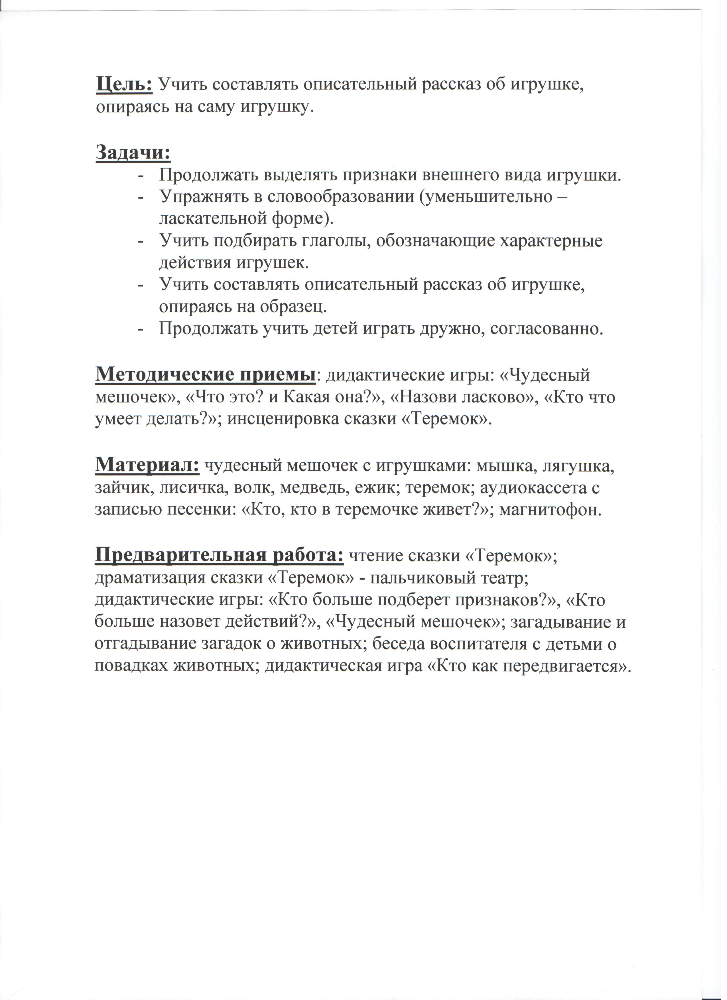 Цель: Учить составлять описательный рассказ об игрушке,
опираясь на саму игрушку.
Задачи:
- Продолжать выделять признаки внешнего вида игрушки.
- Упражнять в словообразовании (уменьшительно –
ласкательной форме).
- Учить подбирать глаголы, обозначающие характерные
действия игрушек.
- Учить составлять описательный рассказ об игрушке,
опираясь на образец.
- Продолжать учить детей играть дружно, согласованно.
Методические приемы: дидактические игры: «Чудесный
мешочек», «Что это? и Какая она?», «Назови ласково», «Кто что
умеет делать?»; инсценировка сказки «Теремок».
Материал: чудесный мешочек с игрушками: мышка, лягушка,
зайчик, лисичка, волк, медведь, ежик; теремок; аудиокассета с
записью песенки: «Кто, кто в теремочке живет?»; магнитофон.
Предварительная работа: чтение сказки «Теремок»;
драматизация сказки «Теремок» - пальчиковый театр;
дидактические игры: «Кто больше подберет признаков?», «Кто
больше назовет действий?», «Чудесный мешочек»; загадывание и
отгадывание загадок о животных; беседа воспитателя с детьми о
повадках животных; дидактическая игра «Кто как передвигается».